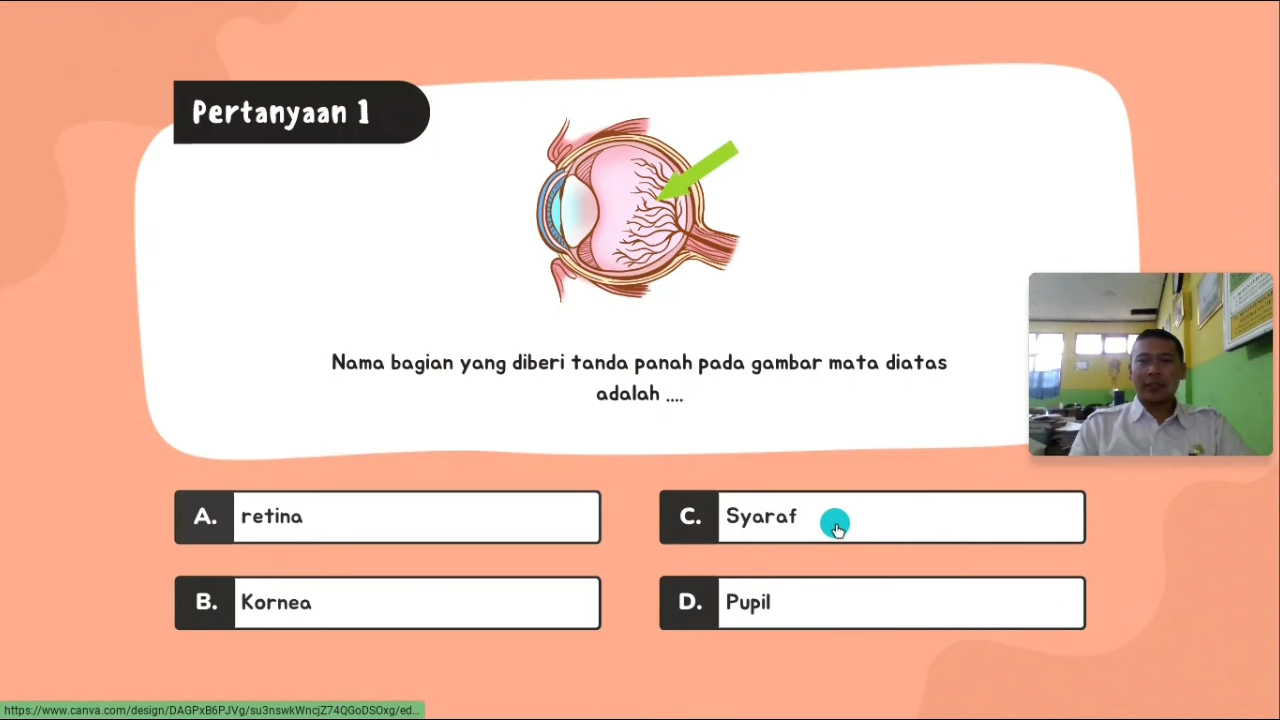 Pertanyaan 1
Nama bagian yang diberi tanda panah pada gambar mata diatas
adalah ....
A. retina
C. Syaraf
B. Kornea
D. Pupil
https://www.canva.com/design/DAGPxB6PJVg/su3nswkWncjZ74QGoDSOxg/ed...